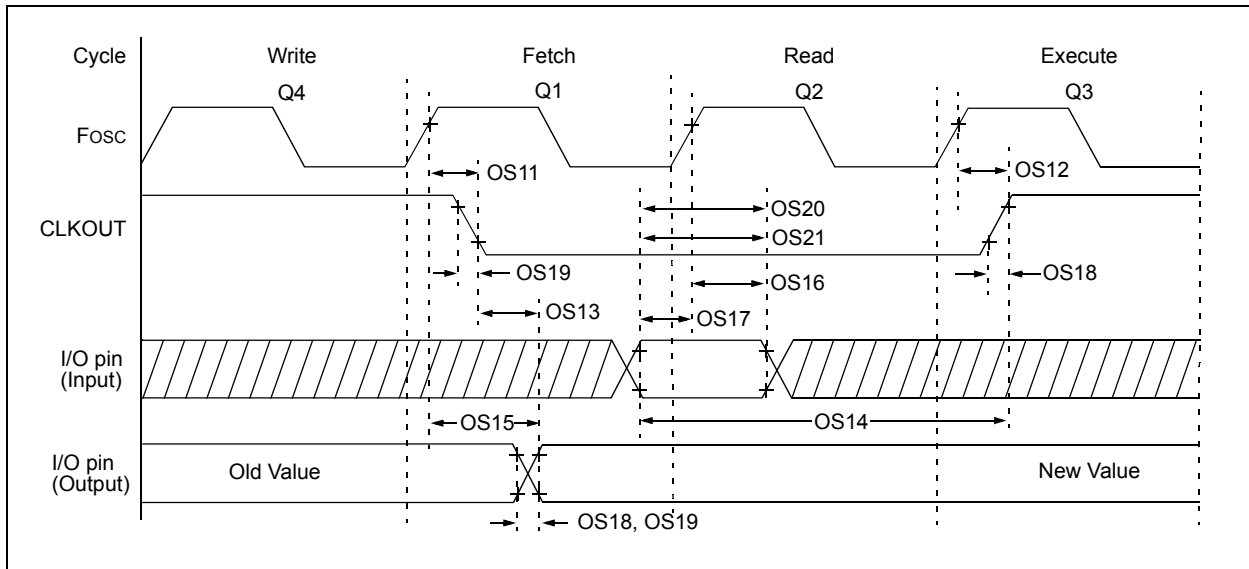 Cycle Write Fetch Read Execute
Q4 Q1 Q2 Q3
FOSC
OS11 OS12
OS20
CLKOUT
OS21
OS19 OS16 OS18
OS13 OS17
I/O pin
(Input)
OS15 OS14
I/O pin
(Output)
Old Value New Value
OS18, OS19